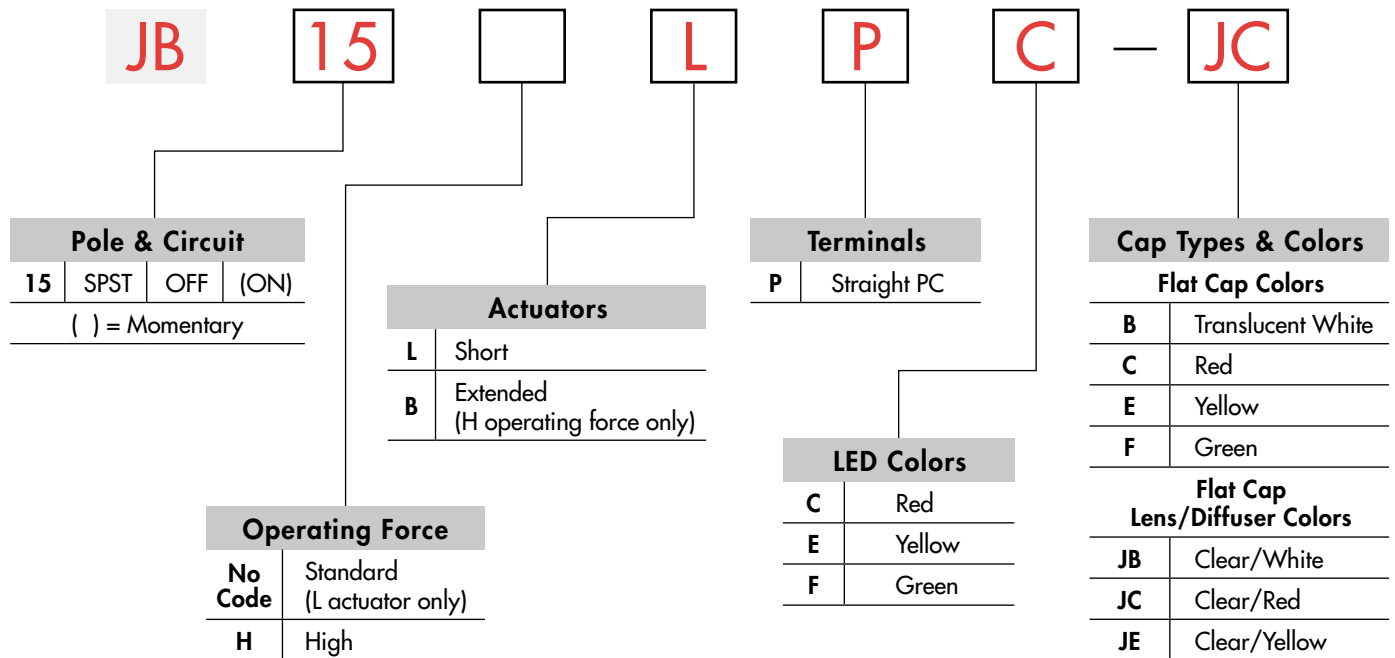 JB 15 L P C — JC
Pole & Circuit
15 SPST OFF (ON)
( ) = Momentary
Operating Force
No Code Standard (L actuator only)
H High
Actuators
L Short
B Extended (H operating force only)
Terminals
P Straight PC
LED Colors
C Red
E Yellow
F Green
Cap Types & Colors
Flat Cap Colors
B Translucent White
C Red
E Yellow
F Green
Flat Cap
Lens/Diffuser Colors
JB Clear/White
JC Clear/Red
JE Clear/Yellow